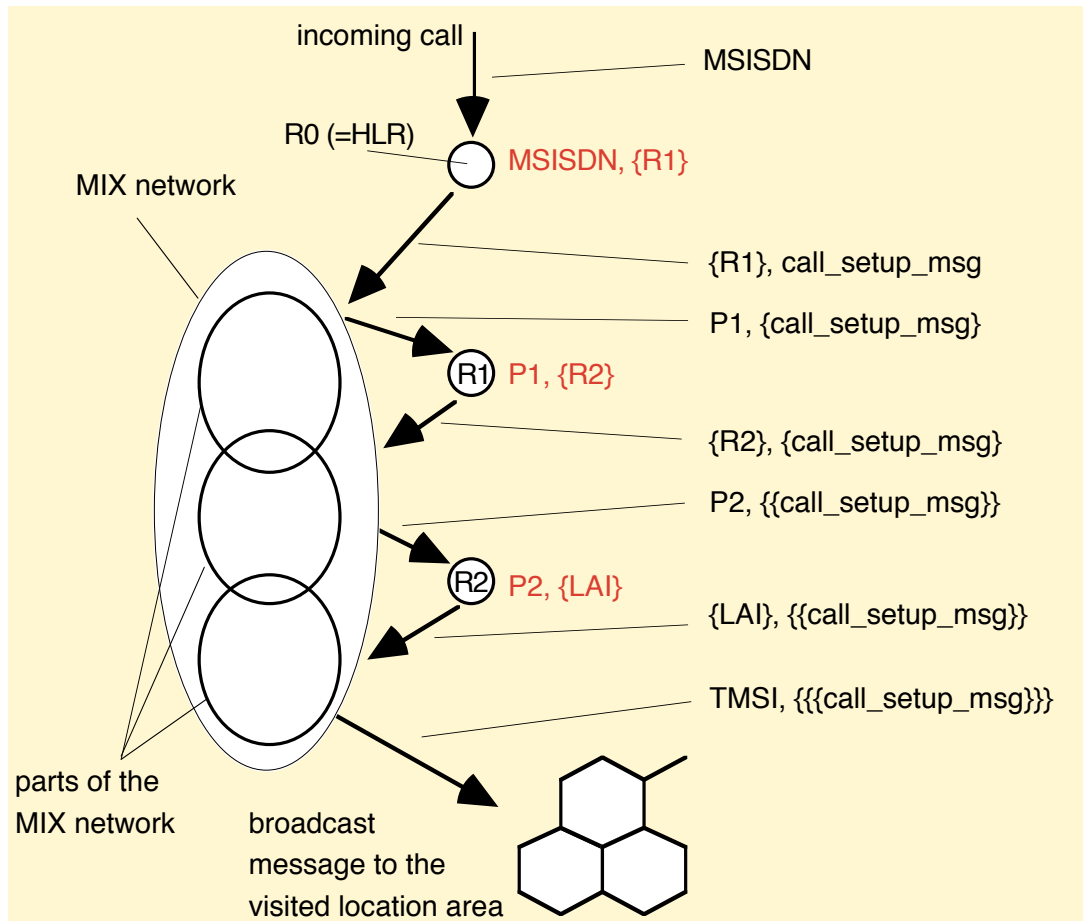 incoming call
MSISDN
R0 (=HLR)
MSISDN, {R1}
MIX network
{R1}, call_setup_msg
P1, {call_setup_msg}
R1
P1, {R2}
{R2}, {call_setup_msg}
P2, {{call_setup_msg}}
R2
P2, {LAI}
{LAI}, {{call_setup_msg}}
TMSI, {{{call_setup_msg}}}
parts of the
MIX network
broadcast
message to the
visited location area